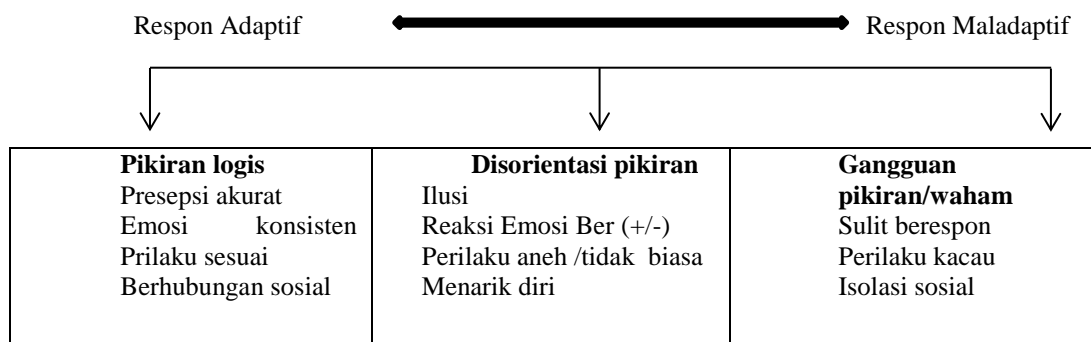 Respon Adaptif
Respon Maladaptif
Pikiran logis
Presepsi akurat
Emosi konsisten
Prilaku sesuai
Berhubungan sosial
Disorientasi pikiran
Ilusi
Reaksi Emosi Ber (+/-)
Perilaku aneh /tidak biasa
Menarik diri
Gangguan
pikiran/waham
Sulit berespon
Perilaku kacau
Isolasi sosial